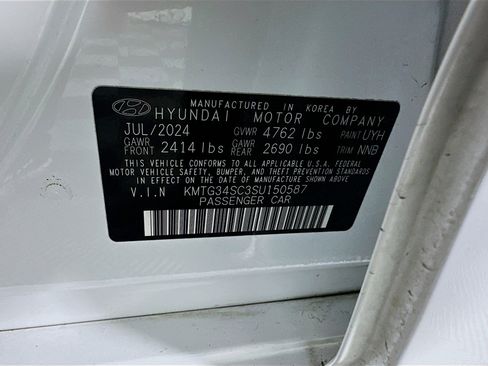 MANUFACTURED IN KOREA BY
HYUNDAI MOTOR COMPANY
JUL/2024 GVWR 4762 lbs PAINT UYH
GAWR FRONT 2414 lbs GAWR REAR 2690 lbs TRIM NNB
THIS VEHICLE CONFORMS TO ALL APPLICABLE U.S.A. FEDERAL
MOTOR VEHICLE SAFETY, BUMPER, AND THEFT PREVENTION STANDARDS
IN EFFECT ON THE DATE OF MANUFACTURE SHOWN ABOVE.
V.I.N KMTG34SC3SU150587
PASSENGER CAR